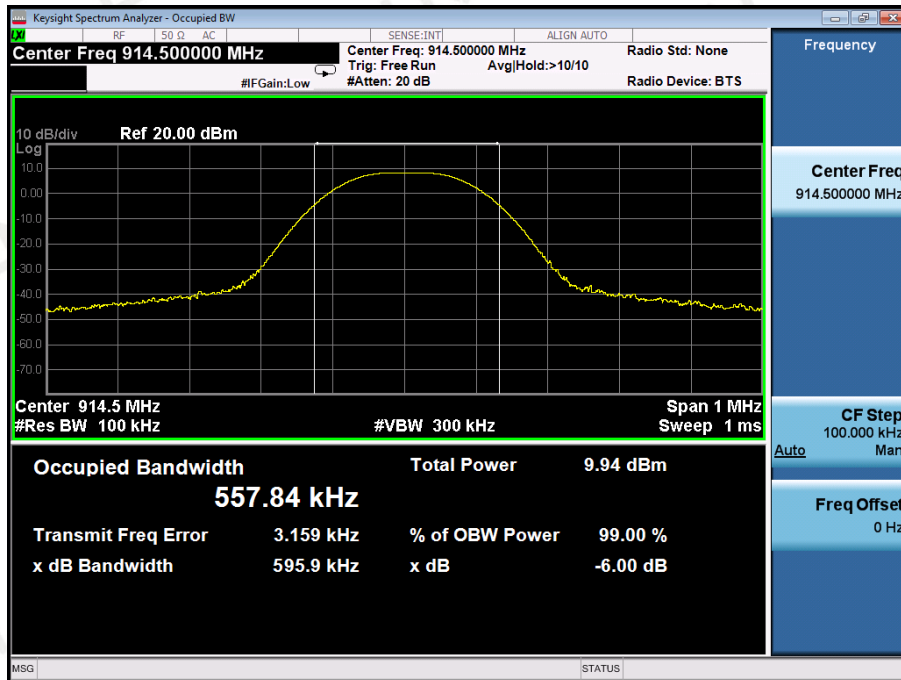 Keysight Spectrum Analyzer - Occupied BW
LXI RF 50 Ω AC SENSE:INT ALIGN AUTO
Center Freq 914.500000 MHz
Center Freq: 914.500000 MHz
Radio Std: None
Trig: Free Run Avg|Hold:>10/10
#IFGain:Low
#Atten: 20 dB
Radio Device: BTS
10 dB/div Ref 20.00 dBm
Log
10.0
0.00
-10.0
-20.0
-30.0
-40.0
-50.0
-60.0
-70.0
Center 914.5 MHz Span 1 MHz
#Res BW 100 kHz #VBW 300 kHz Sweep 1 ms
Occupied Bandwidth Total Power 9.94 dBm
557.84 kHz
Transmit Freq Error 3.159 kHz % of OBW Power 99.00 %
x dB Bandwidth 595.9 kHz x dB -6.00 dB
MSG STATUS
Frequency
Center Freq
914.500000 MHz
CF Step
100.000 kHz
Auto Man
Freq Offset
0 Hz